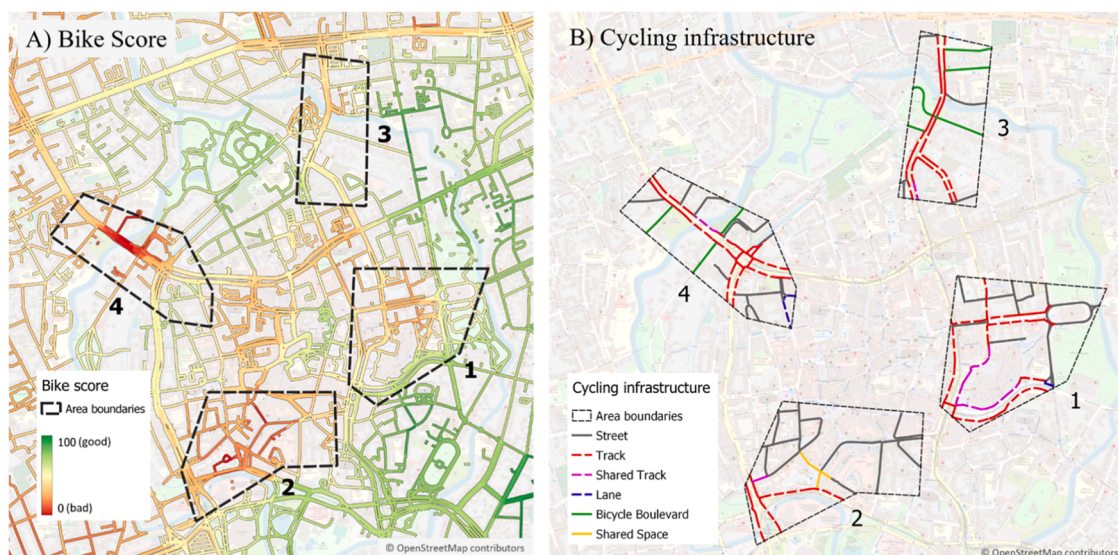 A) Bike Score
3
4
1
2
Bike score
Area boundaries
100 (good)
0 (bad)
© OpenStreetMap contributors
B) Cycling infrastructure
3
4
1
2
Cycling infrastructure
Area boundaries
Street
Track
Shared Track
Lane
Bicycle Boulevard
Shared Space
© OpenStreetMap contributors